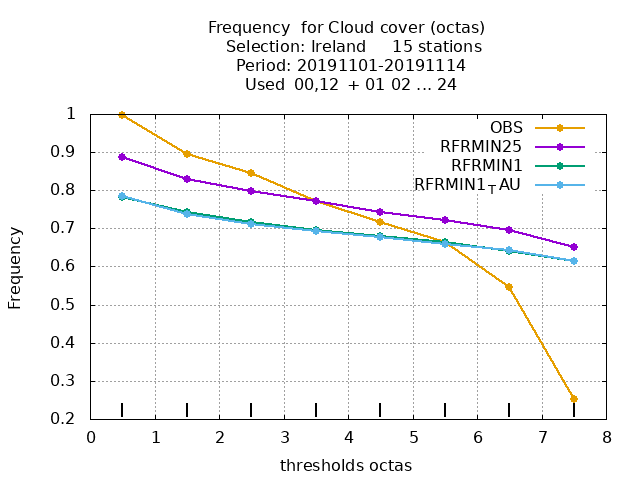 Frequency for Cloud cover (octas)
Selection: Ireland 15 stations
Period: 20191101-20191114
Used 00,12 + 01 02 ... 24
OBS
RFRMIN25
RFRMIN1
RFRMIN1TAU
1
0.9
0.8
0.7
0.6
0.5
0.4
0.3
0.2
Frequency
0 1 2 3 4 5 6 7 8
thresholds octas